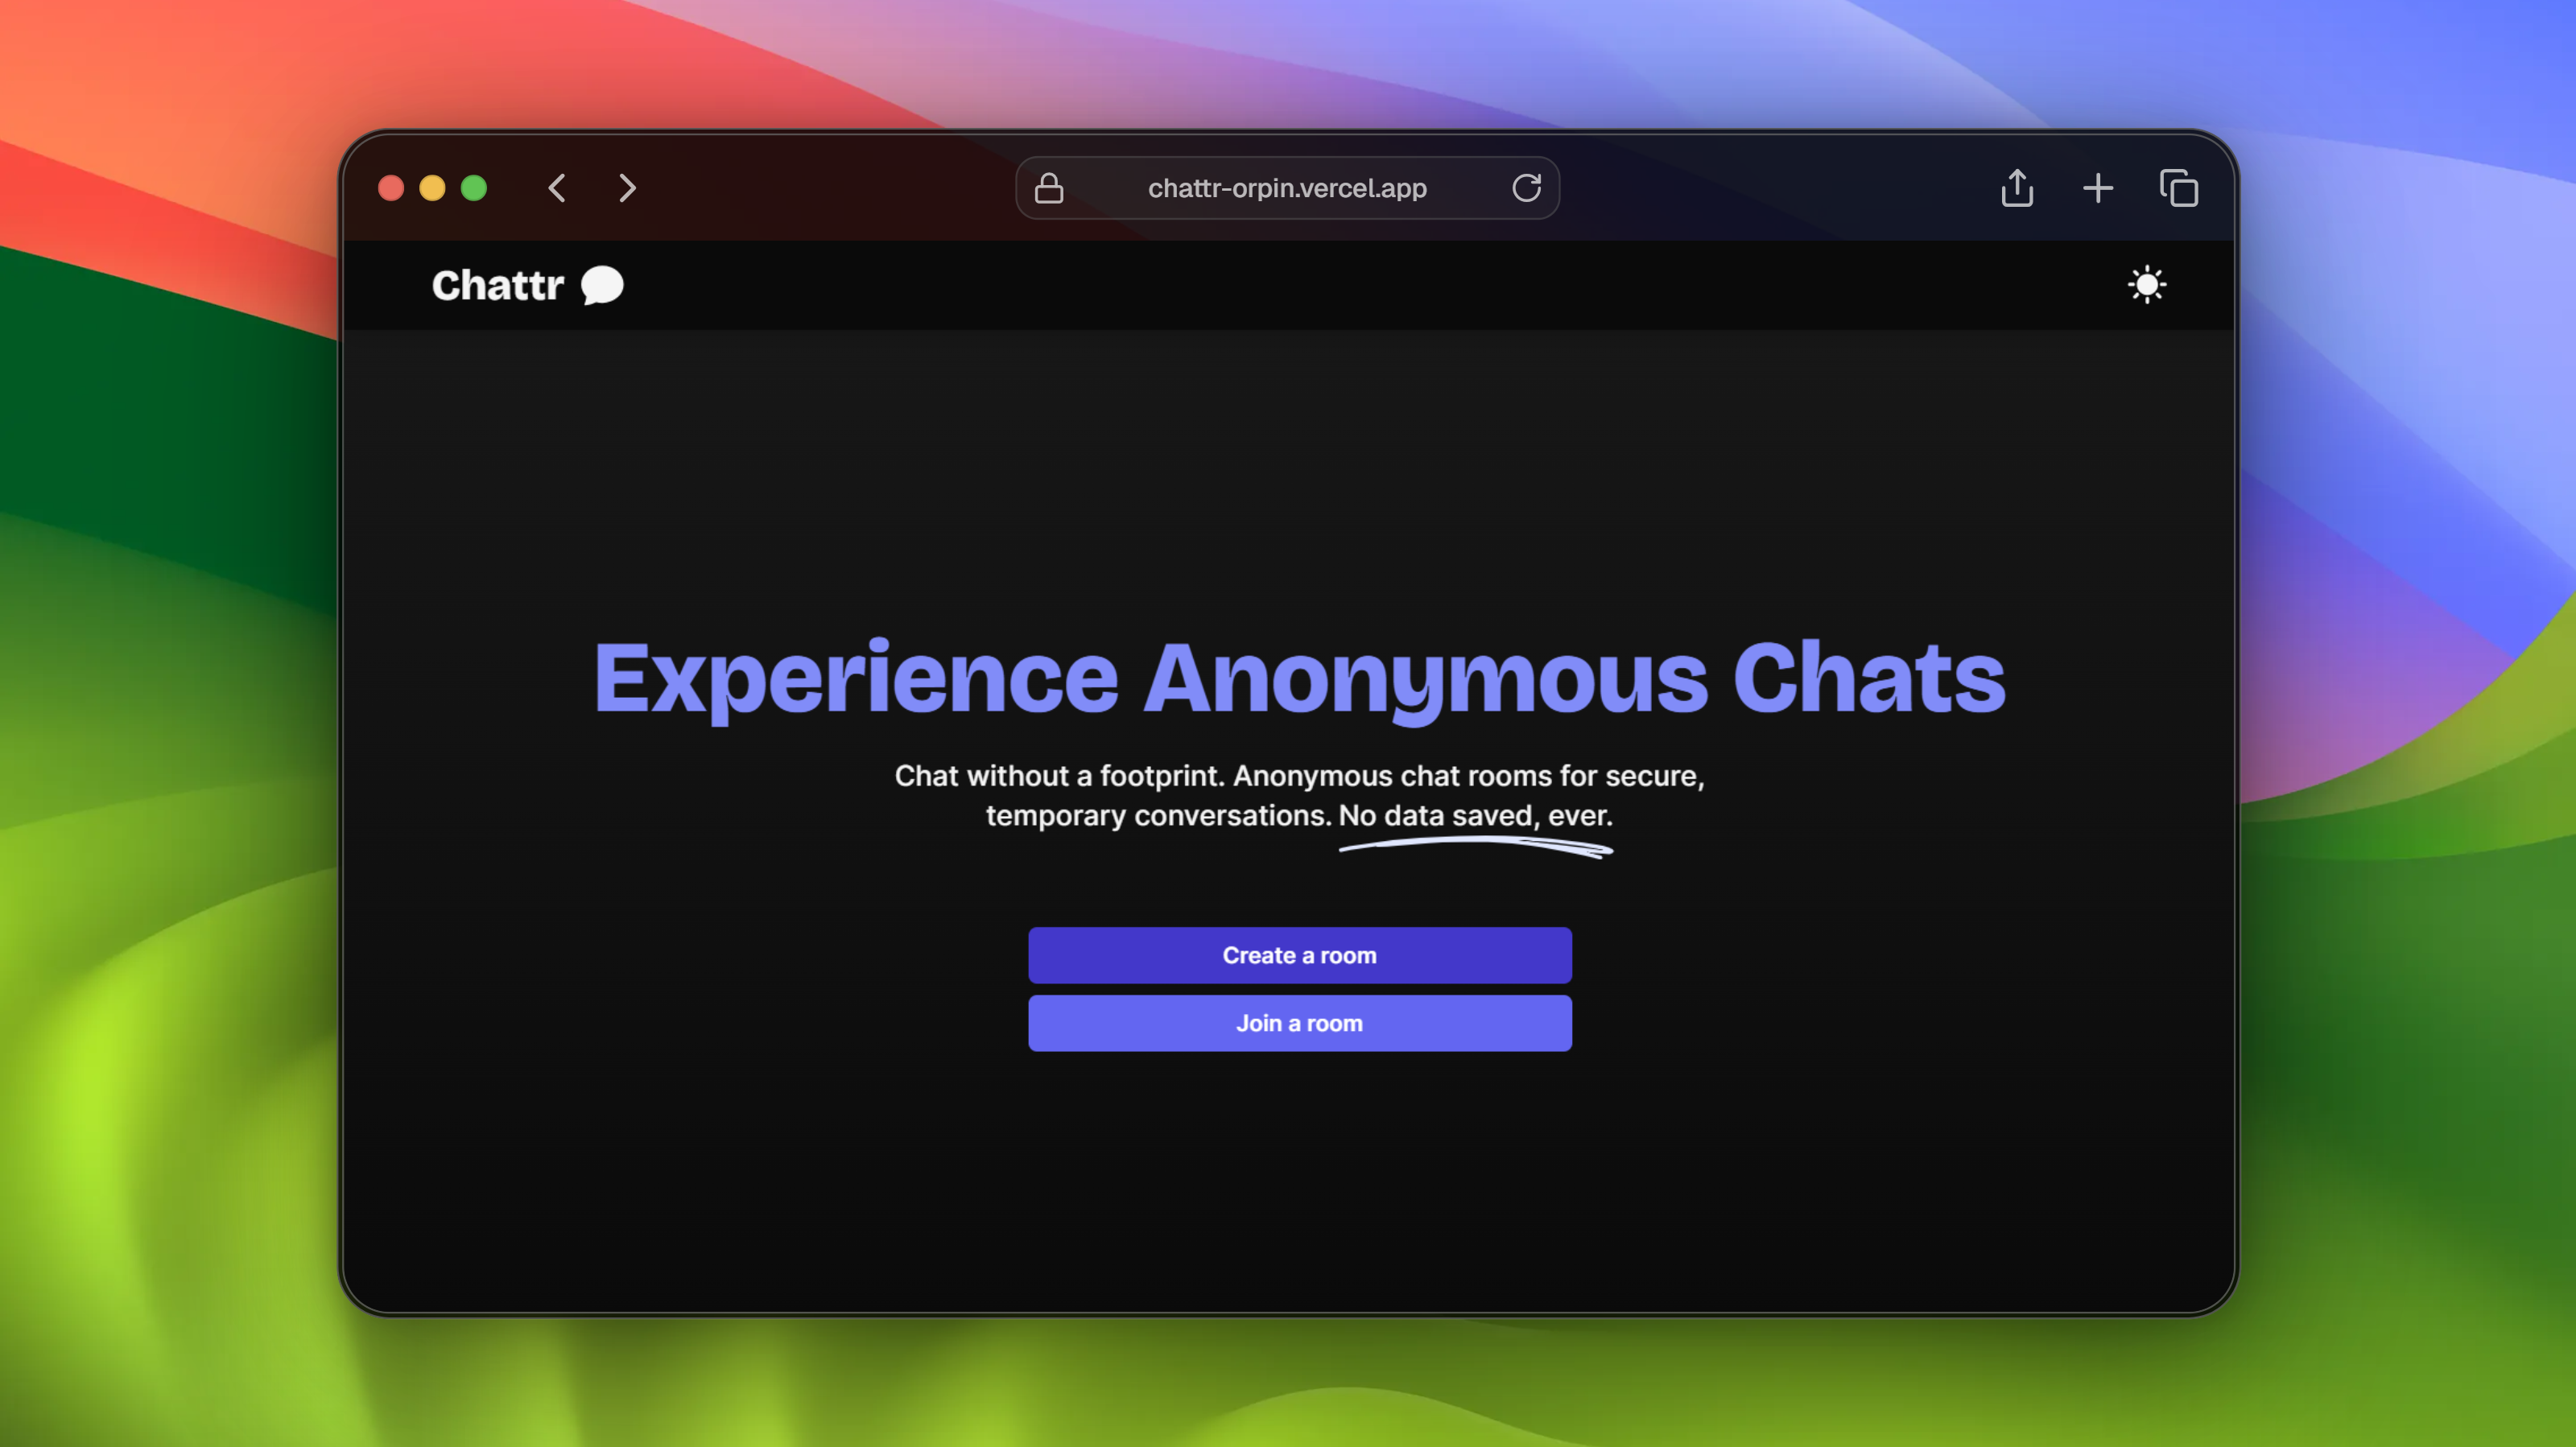 chattr-orpin.vercel.app
Chattr
Experience Anonymous Chats
Chat without a footprint. Anonymous chat rooms for secure,
temporary conversations. No data saved, ever.
Create a room
Join a room